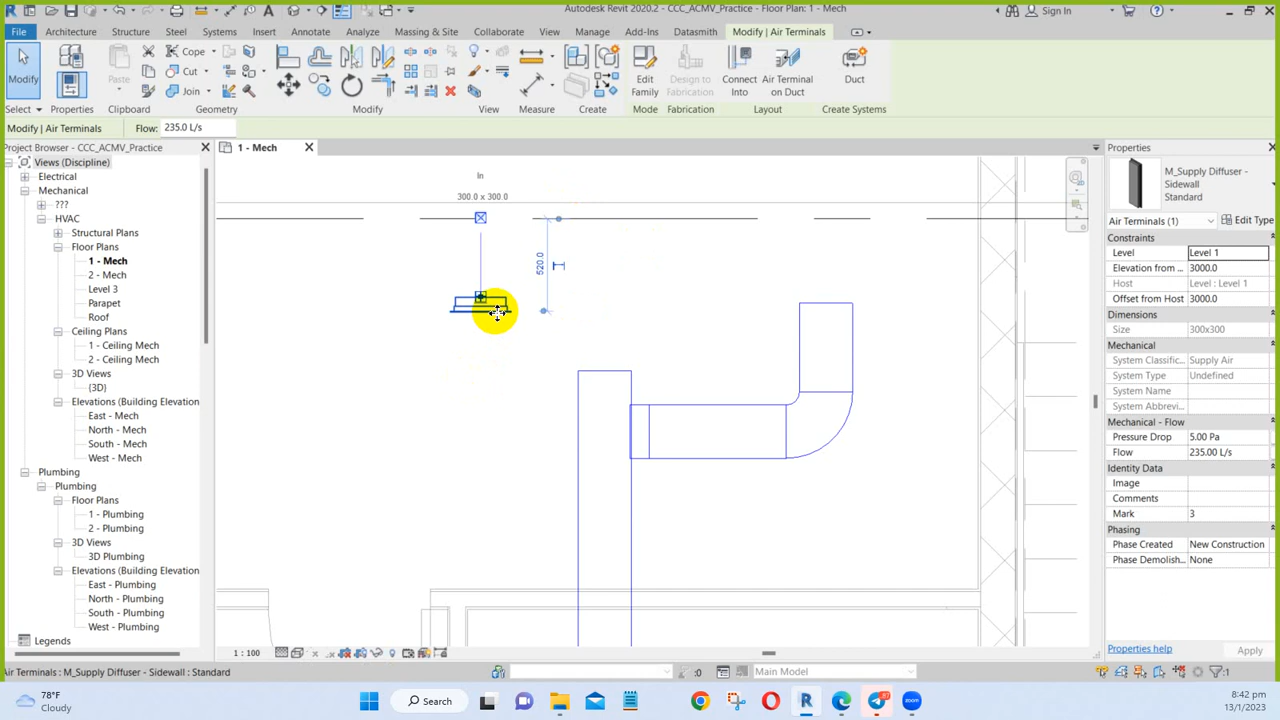 Autodesk Revit 2020.2 - CCC_ACMV_Practice - Floor Plan: 1 - Mech
Sign In
File Architecture Structure Steel Systems Insert Annotate Analyze Massing & Site Collaborate View Manage Add-Ins Datasmith Modify | Air Terminals
Modify
Paste
Cope
Cut
Join
Edit Family
Design to Fabrication
Connect Into
Air Terminal on Duct
Duct
Select Properties Clipboard Geometry Modify View Measure Create Mode Fabrication Layout Create Systems
Modify | Air Terminals Flow: 235.0 L/s
Project Browser - CCC_ACMV_Practice
1 - Mech
Properties
Views (Discipline)
Electrical
Mechanical
???
HVAC
Structural Plans
Floor Plans
1 - Mech
2 - Mech
Level 3
Parapet
Roof
Ceiling Plans
1 - Ceiling Mech
2 - Ceiling Mech
3D Views
{3D}
Elevations (Building Elevation
East - Mech
North - Mech
South - Mech
West - Mech
Plumbing
Plumbing
Floor Plans
1 - Plumbing
2 - Plumbing
3D Views
3D Plumbing
Elevations (Building Elevation
East - Plumbing
North - Plumbing
South - Plumbing
West - Plumbing
Legends
In
300.0 x 300.0
520.0
M_Supply Diffuser - Sidewall
Standard
Air Terminals (1) Edit Type
Constraints
Level Level 1
Elevation from ... 3000.0
Host Level : Level 1
Offset from Host 3000.0
Dimensions
Size 300x300
Mechanical
System Classific... Supply Air
System Type Undefined
System Name
System Abbrevi...
Mechanical - Flow
Pressure Drop 5.00 Pa
Flow 235.00 L/s
Identity Data
Image
Comments
Mark 3
Phasing
Phase Created New Construction
Phase Demolish... None
Properties help Apply
1 : 100
Air Terminals : M_Supply Diffuser - Sidewall : Standard
:0
Main Model
:1
78°F
Cloudy
Search
zoom
8:42 pm
13/1/2023